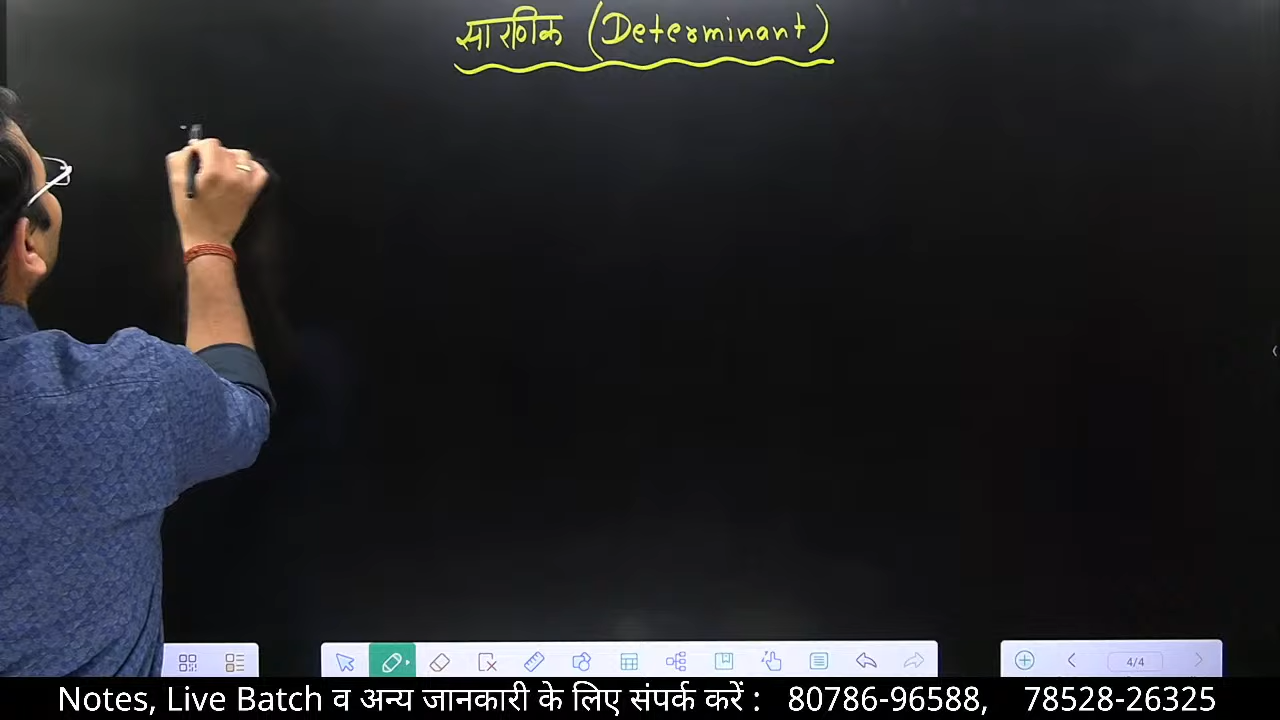 सारणिक (Determinant)
4/4
Notes, Live Batch व अन्य जानकारी के लिए संपर्क करें : 80786-96588, 78528-26325